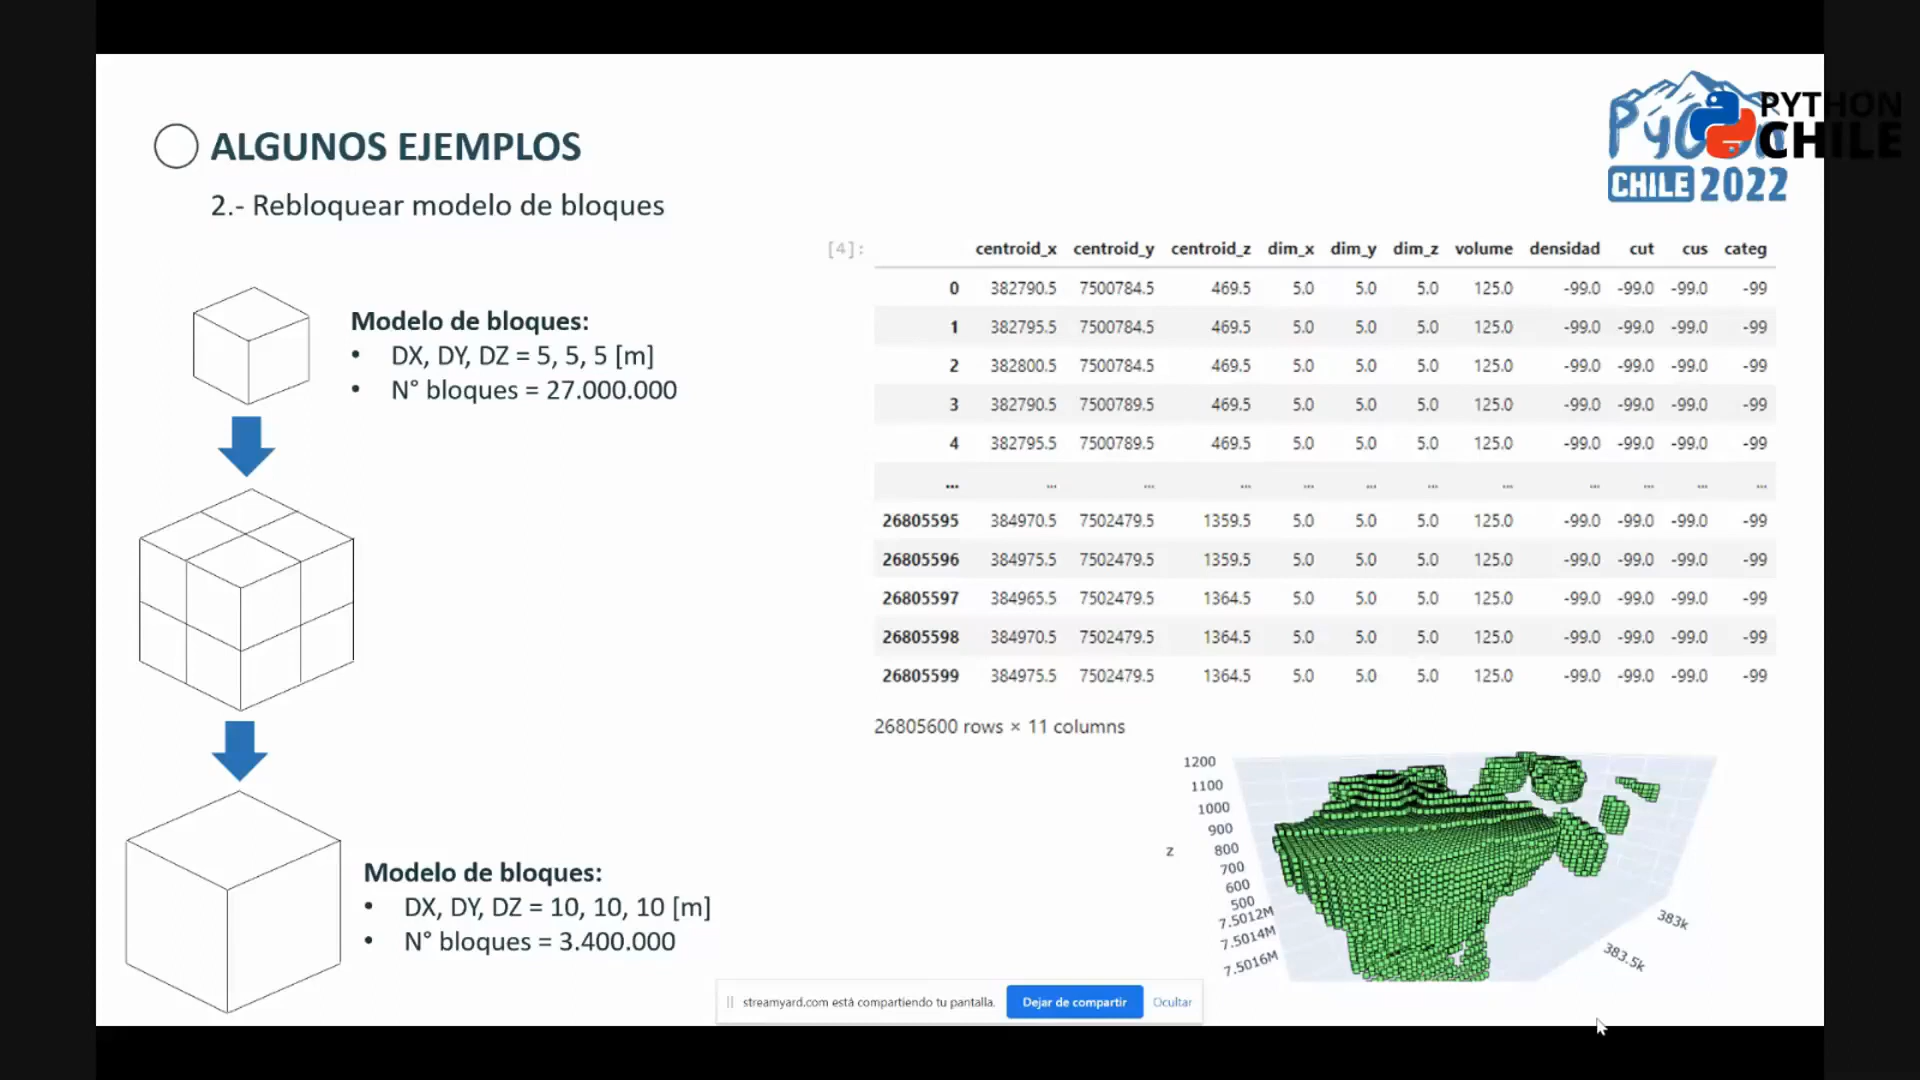 ALGUNOS EJEMPLOS
2.- Rebloquear modelo de bloques
PYTHON
CHILE
CHILE 2022
Modelo de bloques:
• DX, DY, DZ = 5, 5, 5 [m]
• N° bloques = 27.000.000
Modelo de bloques:
• DX, DY, DZ = 10, 10, 10 [m]
• N° bloques = 3.400.000
[4]:
centroid_x centroid_y centroid_z dim_x dim_y dim_z volume densidad cut cus categ
0 382790.5 7500784.5 469.5 5.0 5.0 5.0 125.0 -99.0 -99.0 -99.0 -99
1 382795.5 7500784.5 469.5 5.0 5.0 5.0 125.0 -99.0 -99.0 -99.0 -99
2 382800.5 7500784.5 469.5 5.0 5.0 5.0 125.0 -99.0 -99.0 -99.0 -99
3 382790.5 7500789.5 469.5 5.0 5.0 5.0 125.0 -99.0 -99.0 -99.0 -99
4 382795.5 7500789.5 469.5 5.0 5.0 5.0 125.0 -99.0 -99.0 -99.0 -99
... ... ... ... ... ... ... ... ... ... ... ...
26805595 384970.5 7502479.5 1359.5 5.0 5.0 5.0 125.0 -99.0 -99.0 -99.0 -99
26805596 384975.5 7502479.5 1359.5 5.0 5.0 5.0 125.0 -99.0 -99.0 -99.0 -99
26805597 384965.5 7502479.5 1364.5 5.0 5.0 5.0 125.0 -99.0 -99.0 -99.0 -99
26805598 384970.5 7502479.5 1364.5 5.0 5.0 5.0 125.0 -99.0 -99.0 -99.0 -99
26805599 384975.5 7502479.5 1364.5 5.0 5.0 5.0 125.0 -99.0 -99.0 -99.0 -99
26805600 rows × 11 columns
1200
1100
1000
900
z
800
700
600
500
7.5012M
7.5014M
7.5016M
383k
383.5k
streamyard.com está compartiendo tu pantalla. Dejar de compartir Ocultar